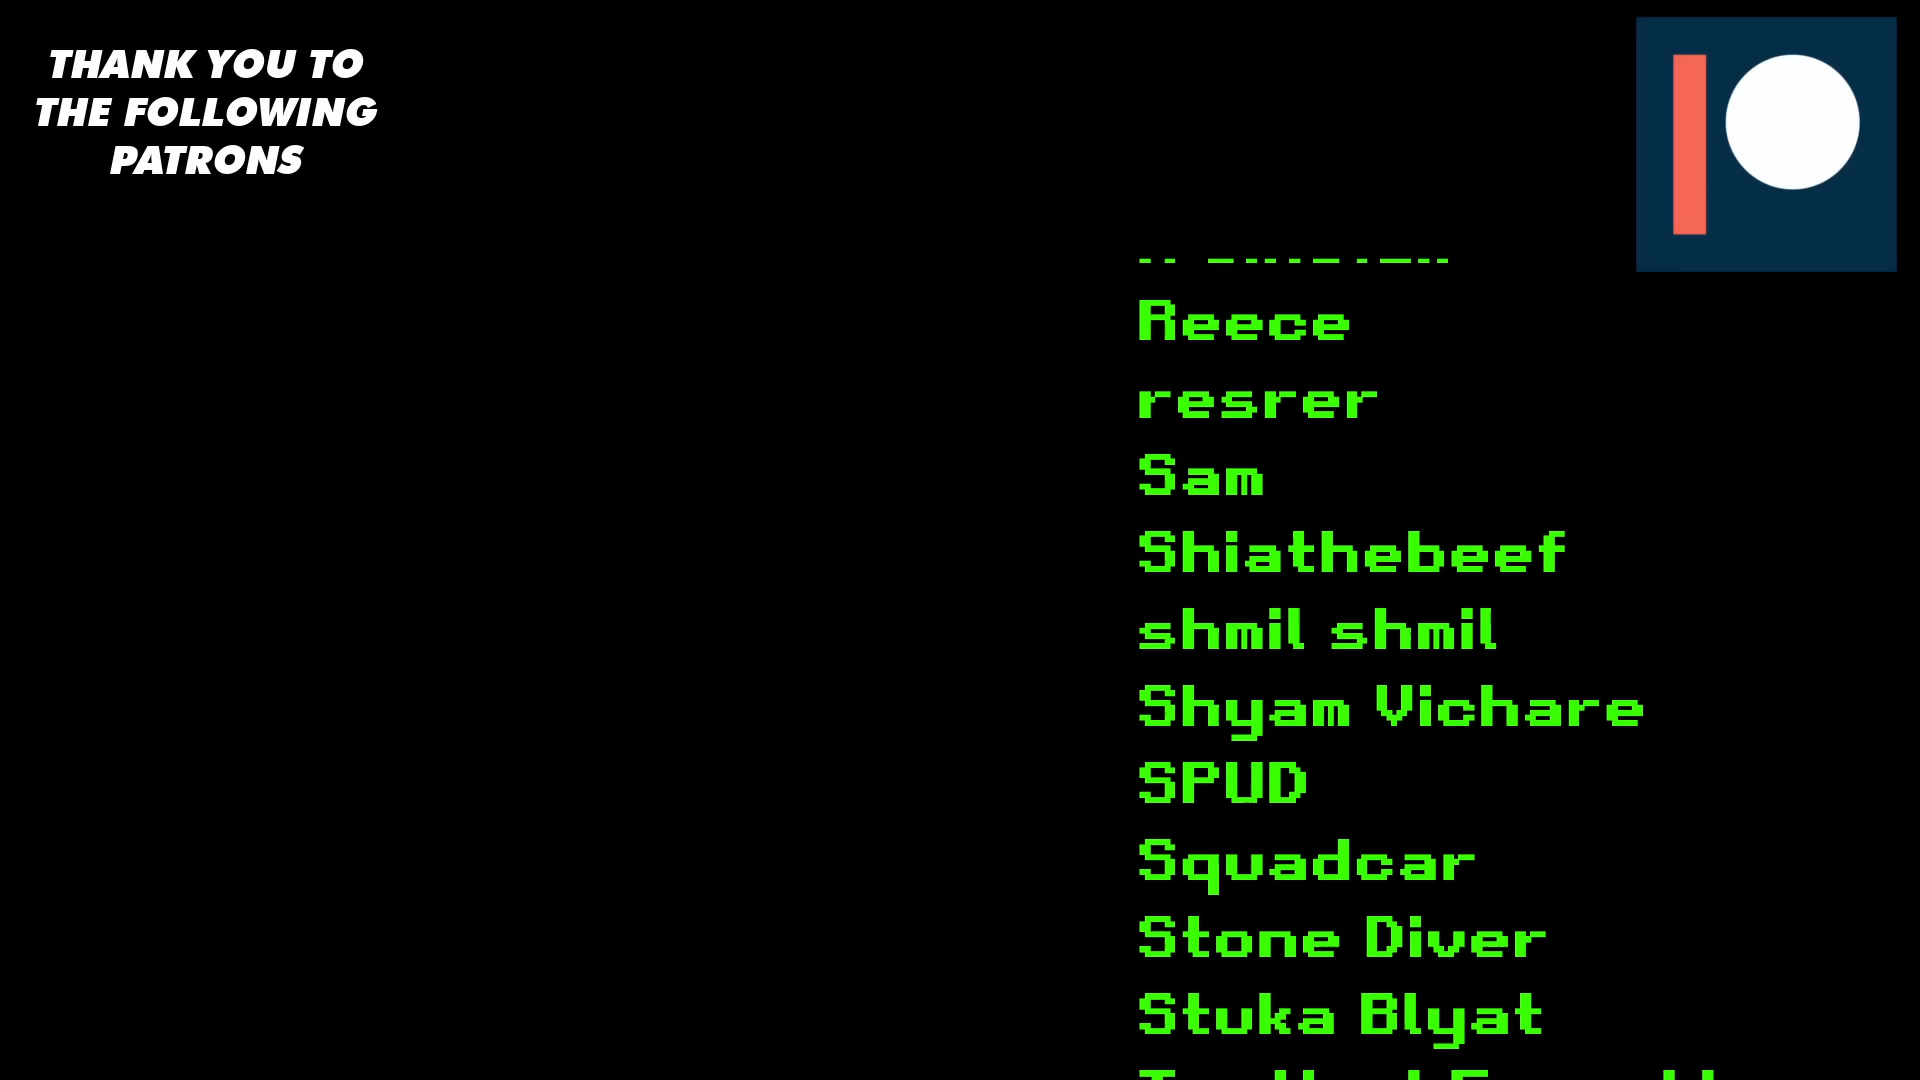 THANK YOU TO
THE FOLLOWING
PATRONS
Reece
resrer
Sam
Shiathebeef
shmil shmil
Shyam Vichare
SPUD
Squadcar
Stone Diver
Stuka Blyat